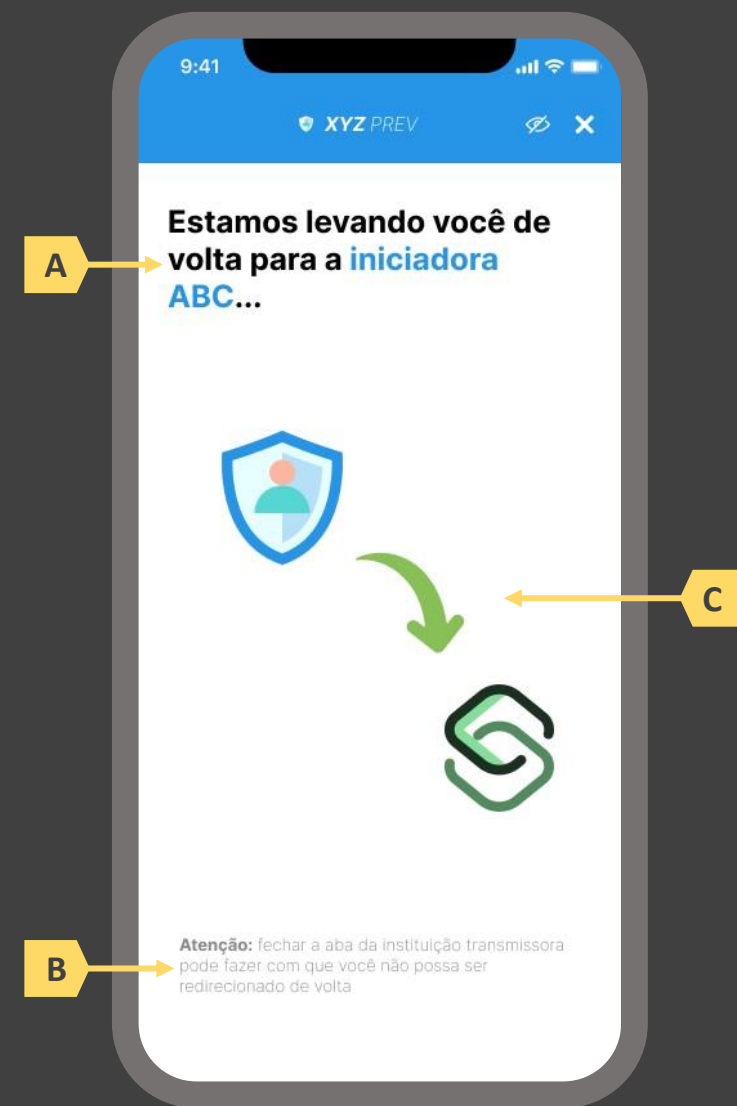 9:41
XYZ PREV
Estamos levando você de
volta para a iniciadora
ABC...
A
C
Atenção: fechar a aba da instituição transmissora
pode fazer com que você não possa ser
redirecionado de volta
B